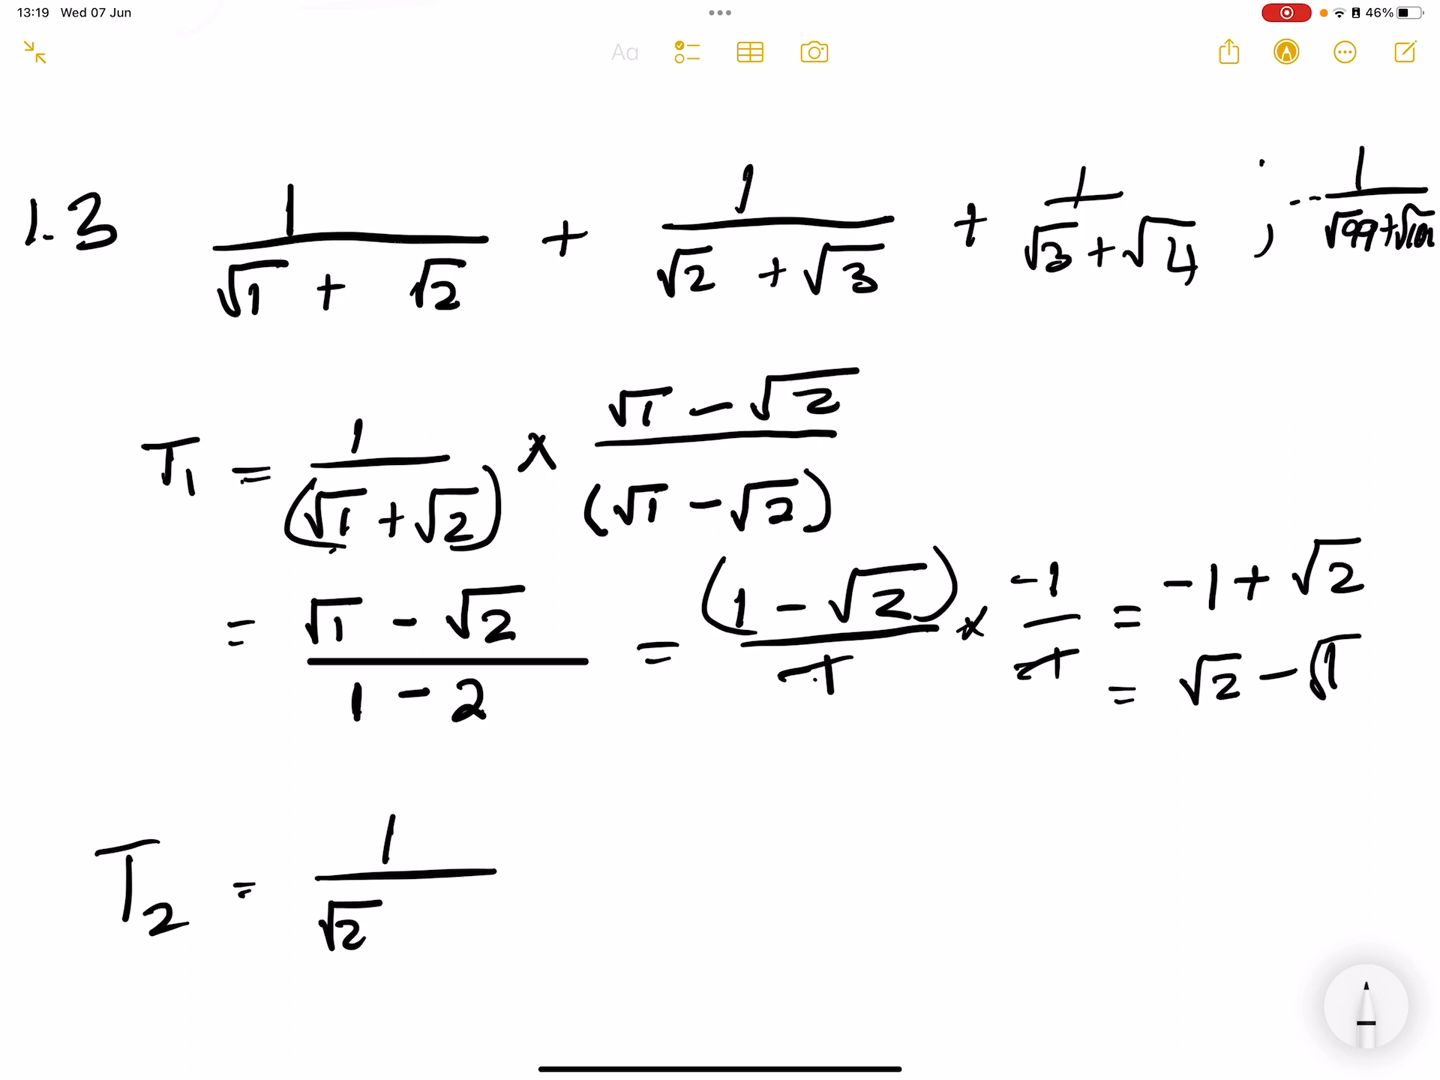 13:19 Wed 07 Jun 46%
Aa
1.3 1/(√1 + √2) + 1/(√2 + √3) + 1/(√3 + √4) ; -- 1/(√99 + √100)
T₁ = 1/(√1 + √2) × (√1 − √2)/(√1 − √2)
= (√1 − √2)/(1 − 2) = (1 − √2)/-1 × -1/-1 = -1 + √2
= √2 − √1
T₂ = 1/√2